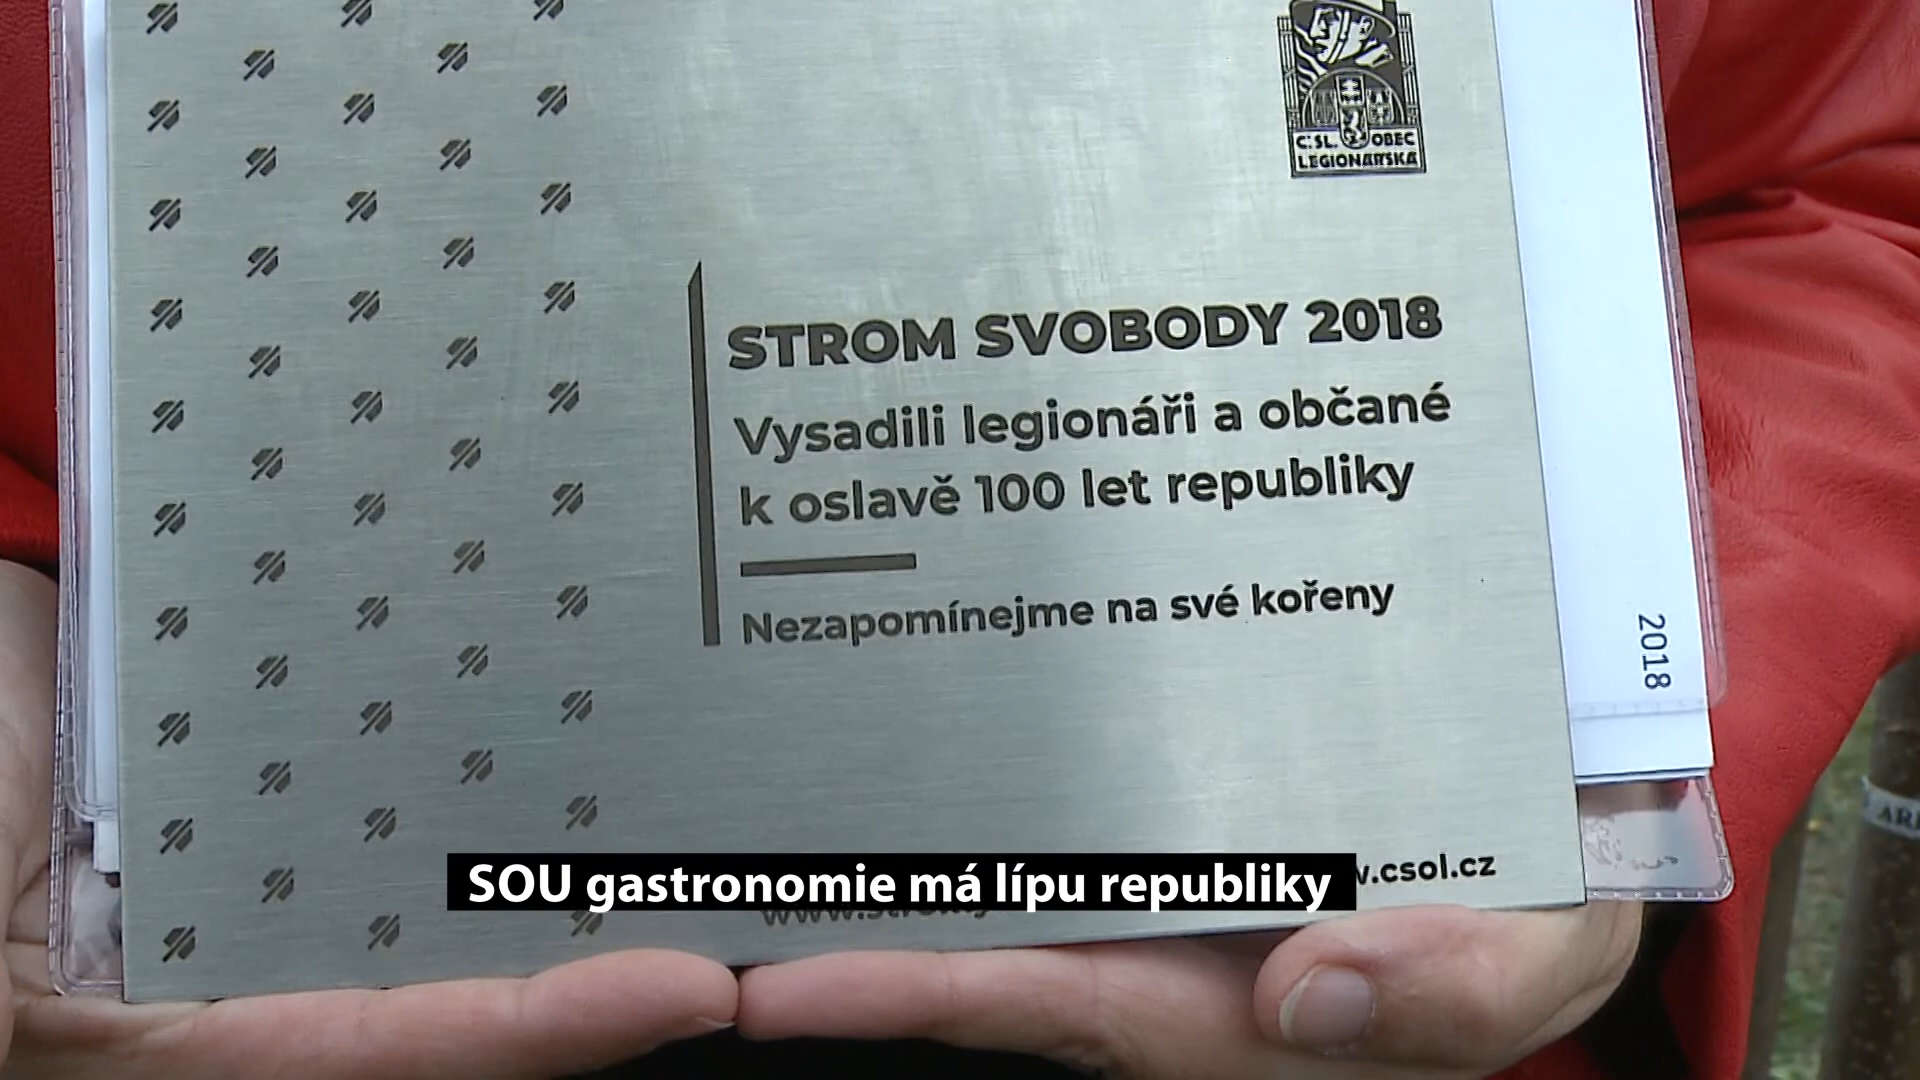 Č.SL. OBEC
LEGIONÁŘSKÁ
STROM SVOBODY 2018
Vysadili legionáři a občané
k oslavě 100 let republiky
Nezapomínejme na své kořeny
2018
SOU gastronomie má lípu republiky
.csol.cz